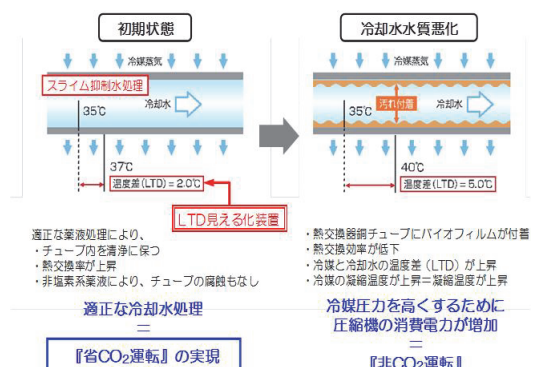 初期状態
冷却水水質悪化
冷媒蒸気
スライム抑制水処理
35℃
冷却水
37℃
温度差(LTD)=2.0℃
LTD見える化装置
冷媒蒸気
汚れ付着
35℃
冷却水
40℃
温度差(LTD)=5.0℃
適正な薬液処理により、
・チューブ内を清浄に保つ
・熱交換率が上昇
・非塩素系薬液により、チューブの腐蝕もなし
適正な冷却水処理
＝
『省CO₂運転』の実現
・熱交換器銅チューブにバイオフィルムが付着
・熱交換効率が低下
・冷媒と冷却水の温度差(LTD)が上昇
・冷媒の凝縮温度が上昇＝凝縮温度が上昇
冷媒圧力を高くするために
圧縮機の消費電力が増加
＝
『非CO₂運転』